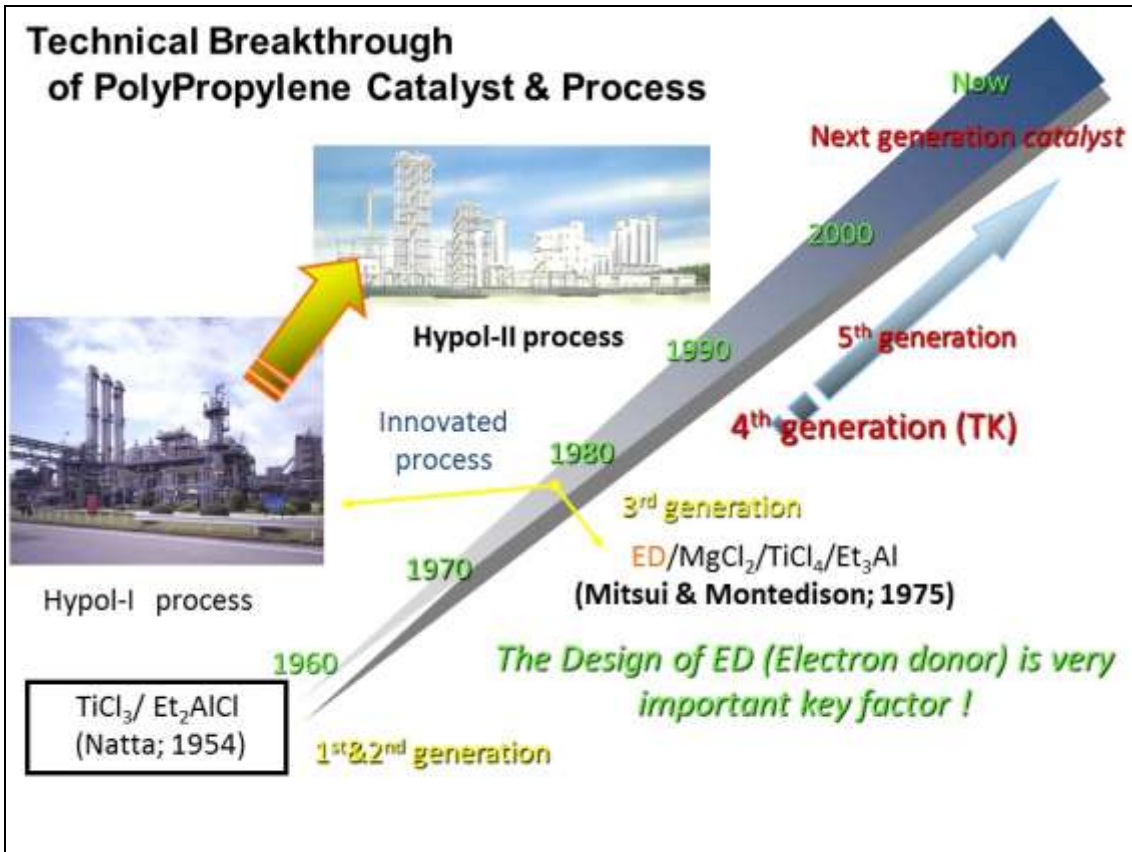 Technical Breakthrough
of PolyPropylene Catalyst & Process
Now
Next generation catalyst
2000
Hypol-II process
1990
5th generation
4th generation (TK)
Innovated
process
1980
3rd generation
ED/MgCl₂/TiCl₄/Et₃Al
(Mitsui & Montedison; 1975)
1970
Hypol-I process
1960
The Design of ED (Electron donor) is very
important key factor !
TiCl₃/ Et₂AlCl
(Natta; 1954)
1st&2nd generation